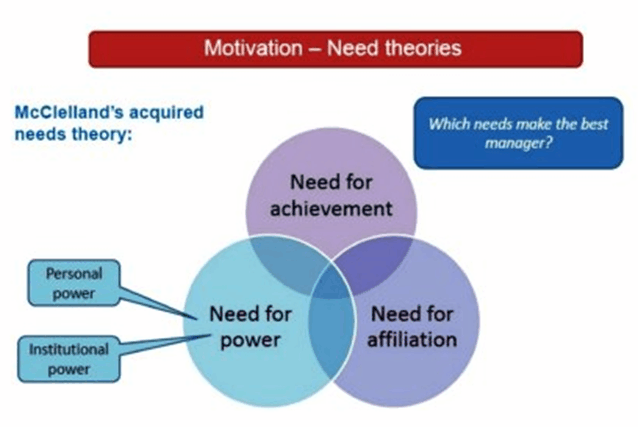 Motivation – Need theories
McClelland's acquired
needs theory:
Which needs make the best
manager?
Need for
achievement
Personal
power
Institutional
power
Need for
power
Need for
affiliation